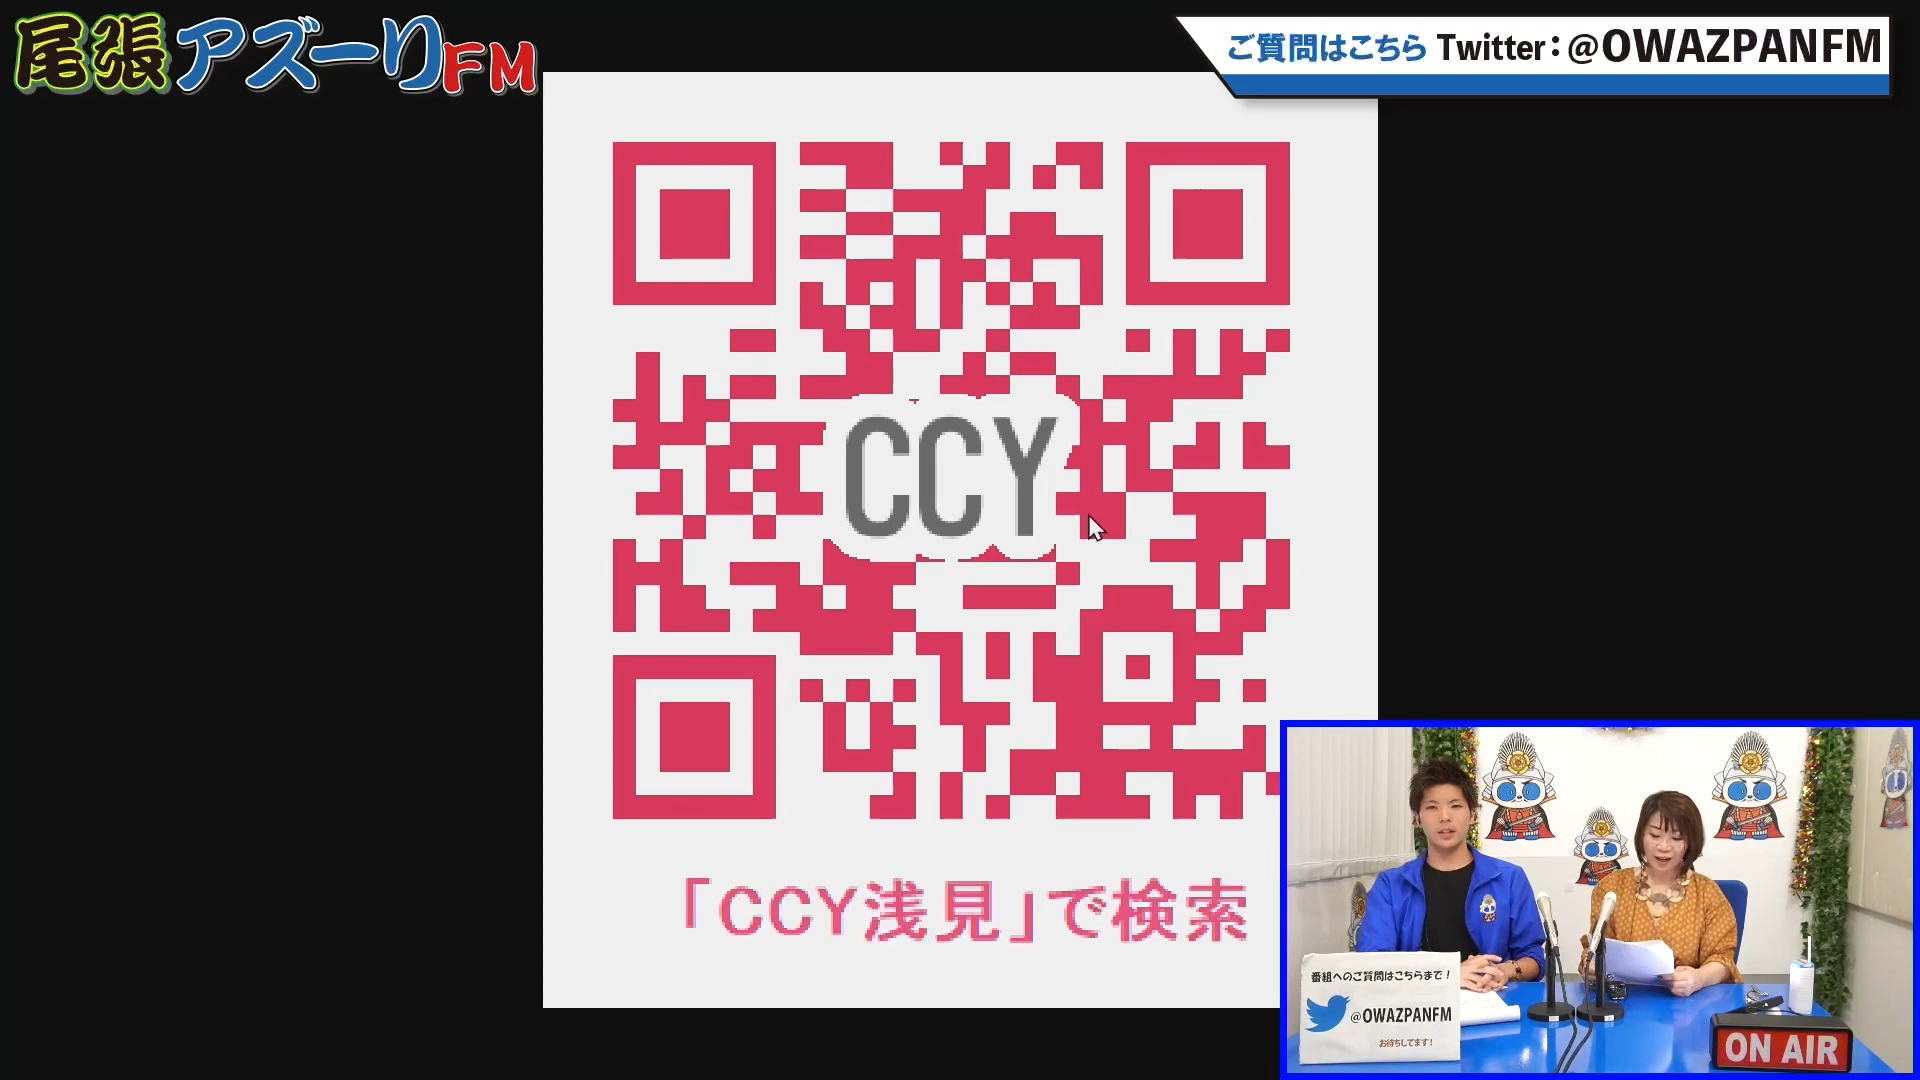 尾張アズーりFM
ご質問はこちら Twitter：@OWAZPANFM
CCY
「CCY浅見」で検索
番組へのご質問はこちらまで！
@OWAZPANFM
お待ちしてます！
ON AIR